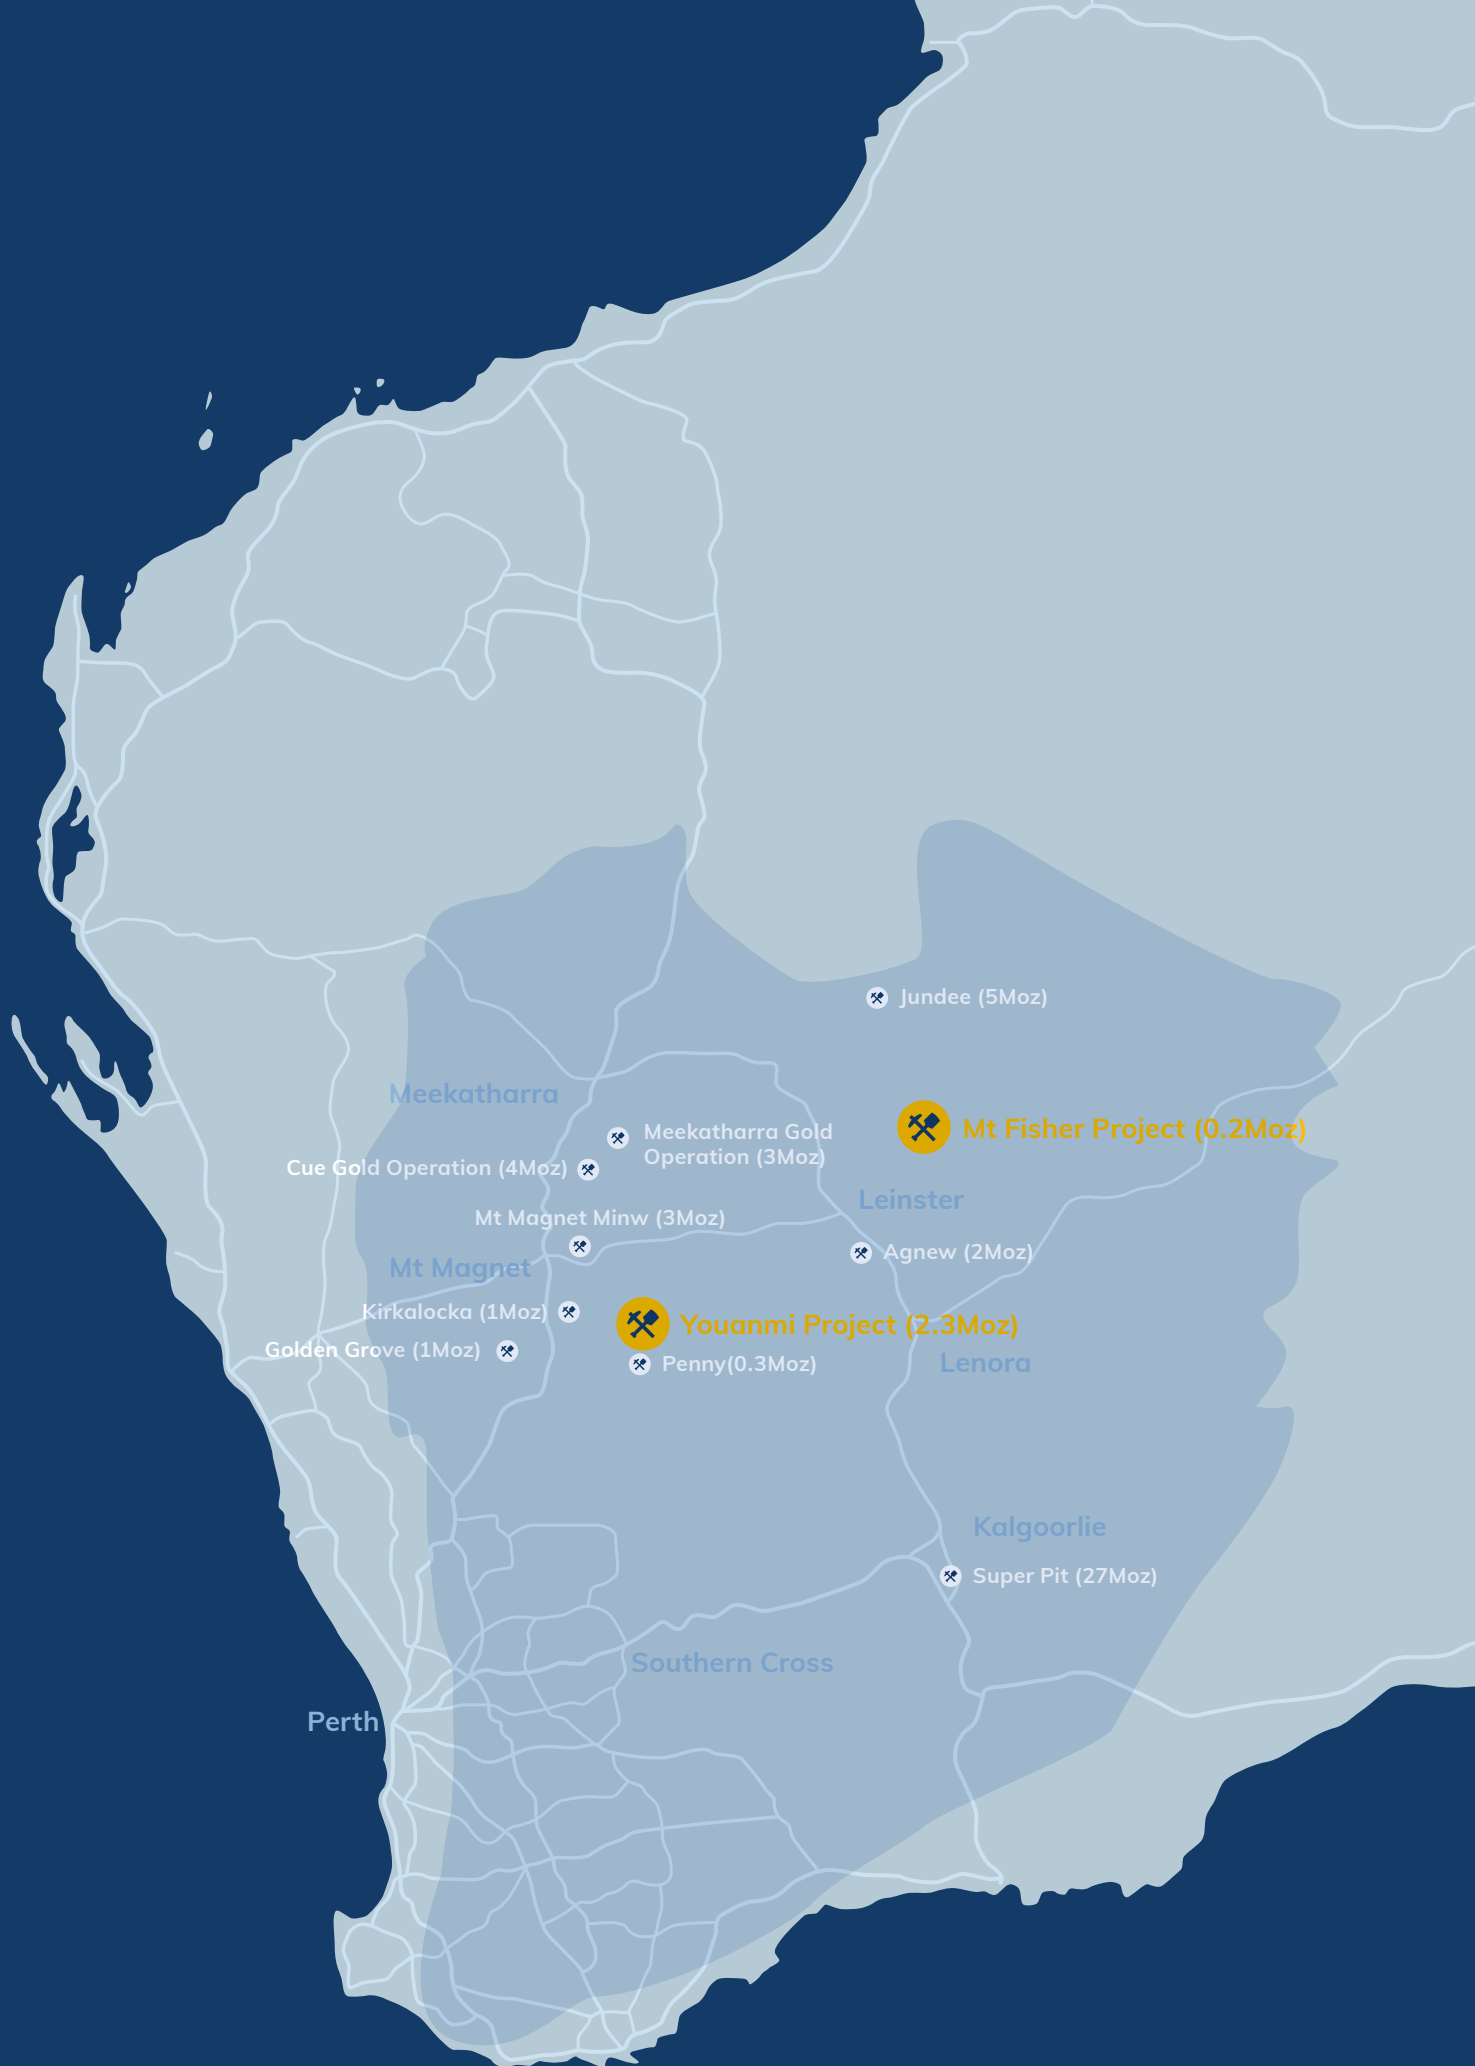 Jundee (5Moz)
Meekatharra
Mt Fisher Project (0.2Moz)
Meekatharra Gold
Operation (3Moz)
Cue Gold Operation (4Moz)
Leinster
Mt Magnet Minw (3Moz)
Agnew (2Moz)
Mt Magnet
Kirkalocka (1Moz)
Youanmi Project (2.3Moz)
Golden Grove (1Moz)
Penny(0.3Moz)
Lenora
Kalgoorlie
Super Pit (27Moz)
Southern Cross
Perth